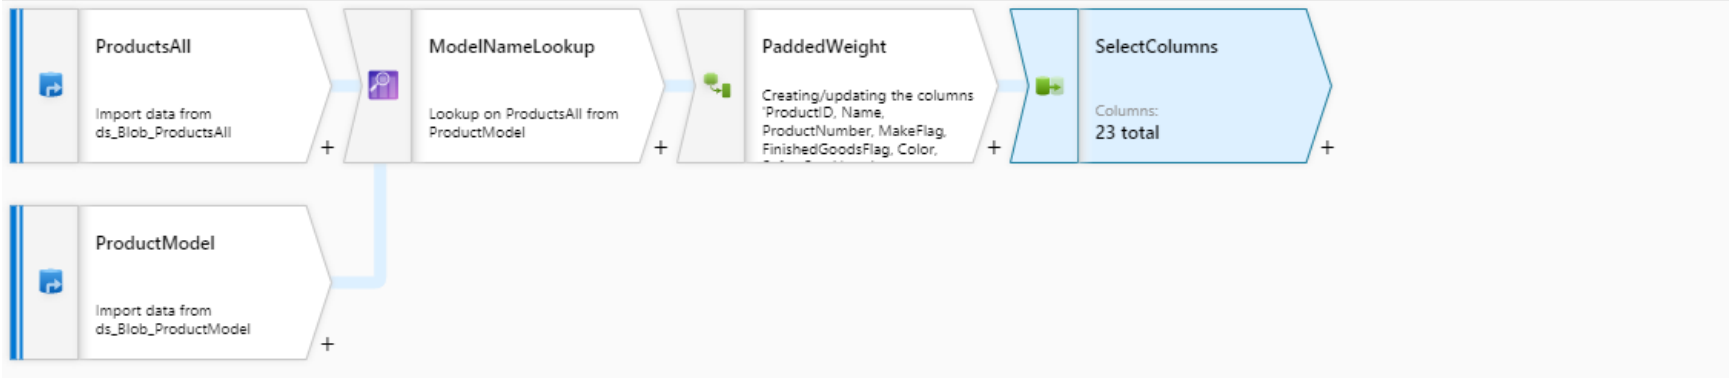 ProductsAll
Import data from
ds_Blob_ProductsAll
+
ModelNameLookup
Lookup on ProductsAll from
ProductModel
+
PaddedWeight
Creating/updating the columns
'ProductID, Name,
ProductNumber, MakeFlag,
FinishedGoodsFlag, Color,
+
SelectColumns
Columns:
23 total
+
ProductModel
Import data from
ds_Blob_ProductModel
+